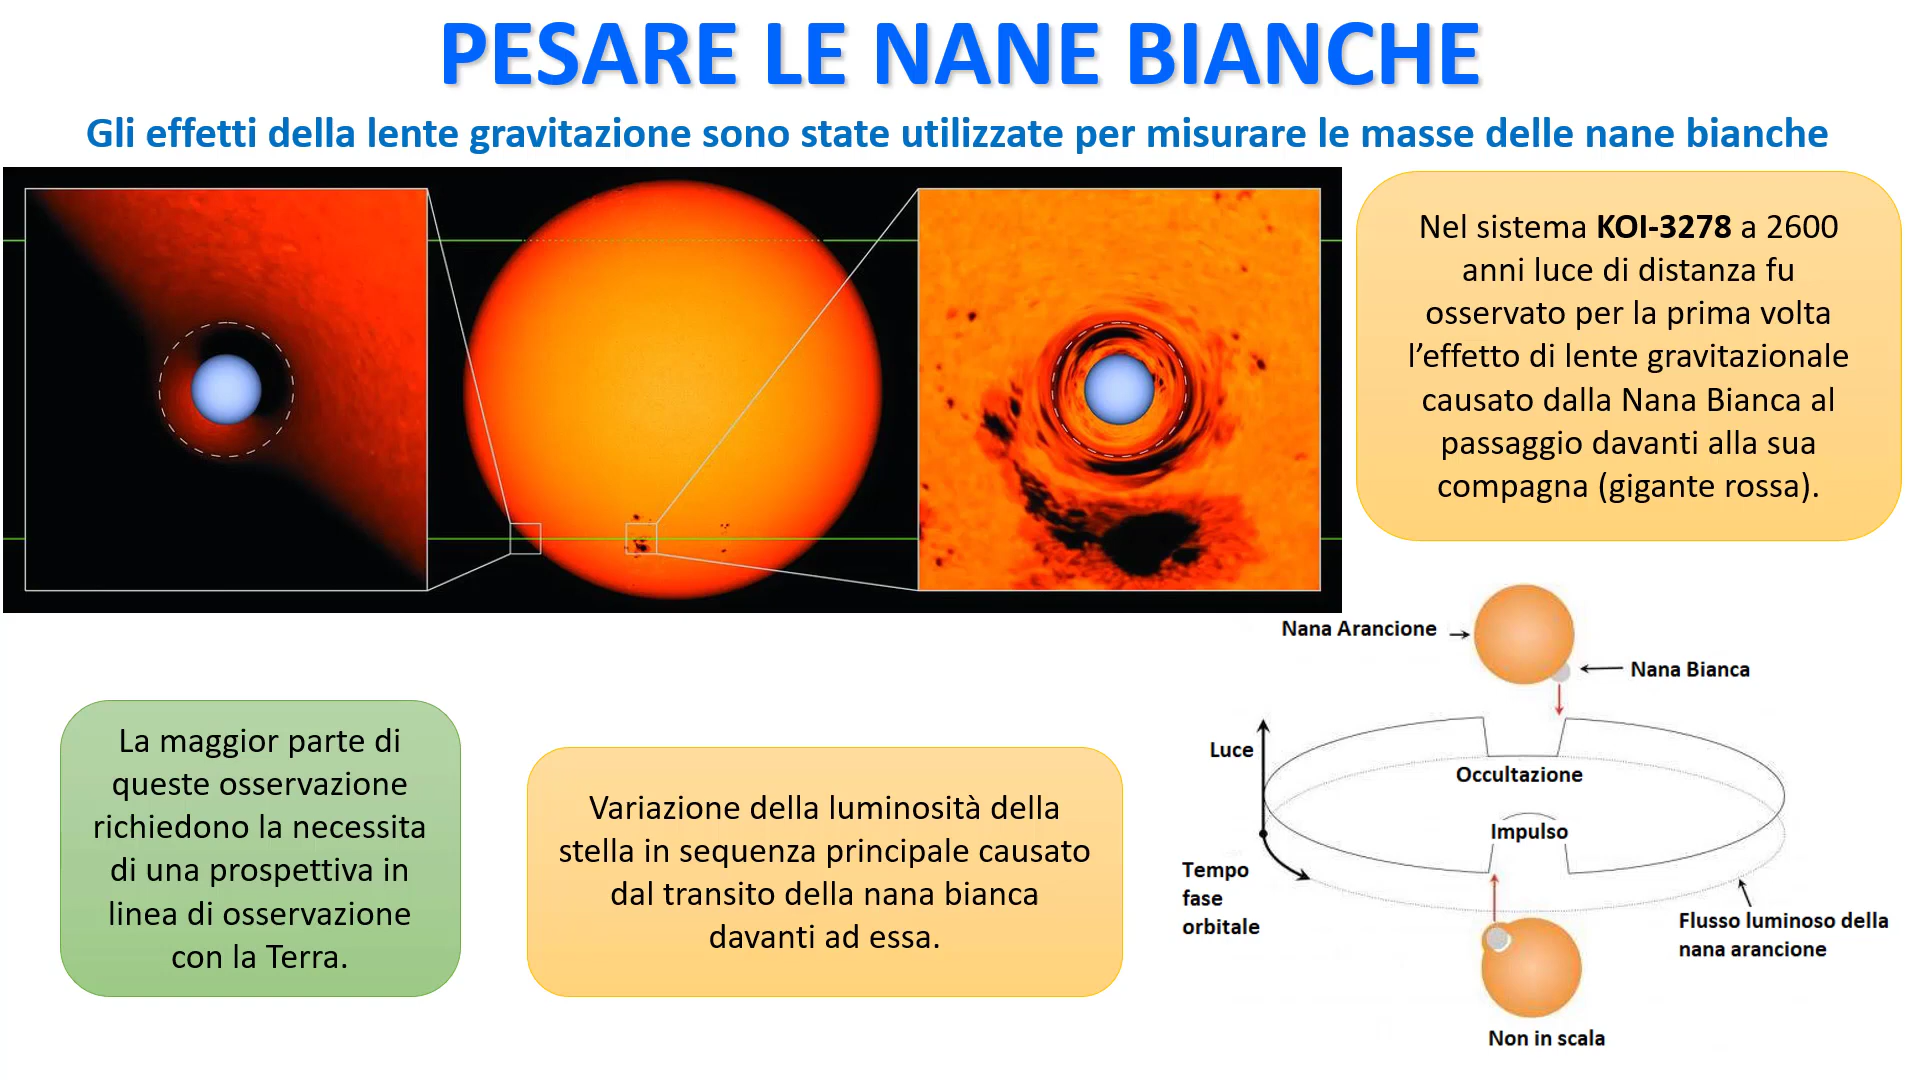 PESARE LE NANE BIANCHE
Gli effetti della lente gravitazione sono state utilizzate per misurare le masse delle nane bianche
Nel sistema KOI-3278 a 2600
anni luce di distanza fu
osservato per la prima volta
l’effetto di lente gravitazionale
causato dalla Nana Bianca al
passaggio davanti alla sua
compagna (gigante rossa).
La maggior parte di
queste osservazione
richiedono la necessita
di una prospettiva in
linea di osservazione
con la Terra.
Variazione della luminosità della
stella in sequenza principale causato
dal transito della nana bianca
davanti ad essa.
Nana Arancione
Nana Bianca
Luce
Occultazione
Impulso
Tempo
fase
orbitale
Flusso luminoso della
nana arancione
Non in scala